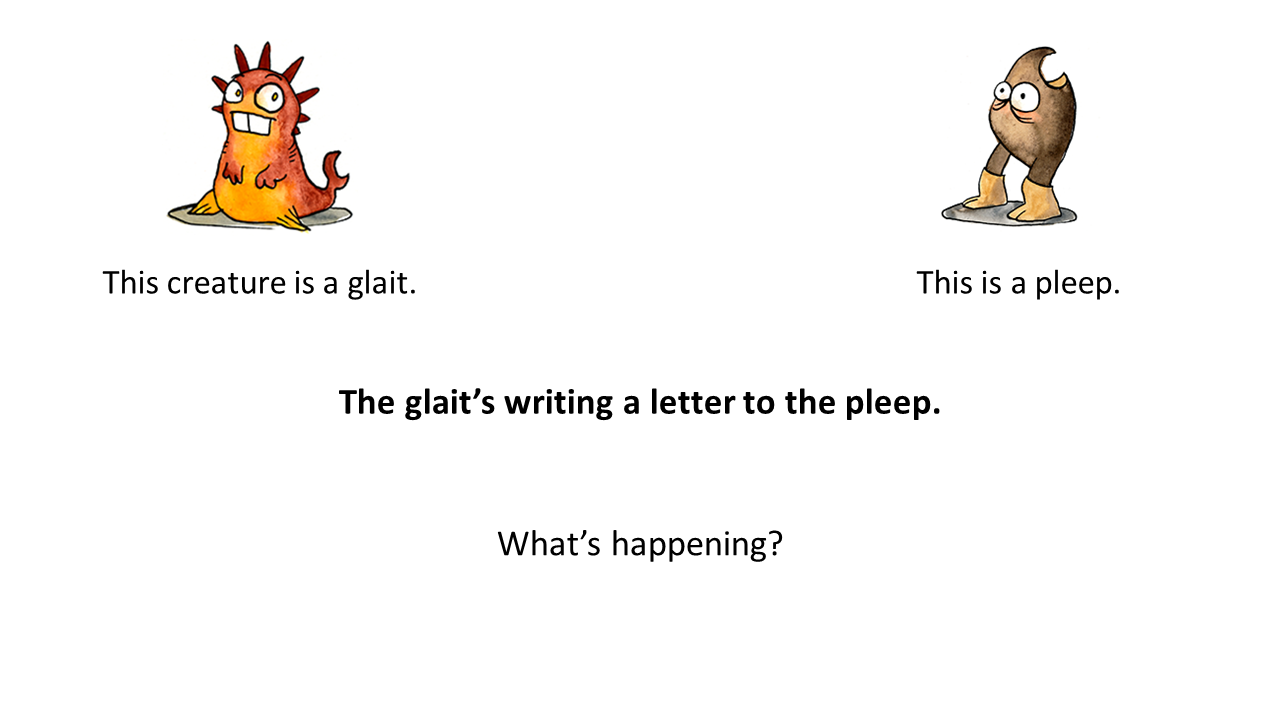 This creature is a glait.
This is a pleep.
The glait’s writing a letter to the pleep.
What’s happening?